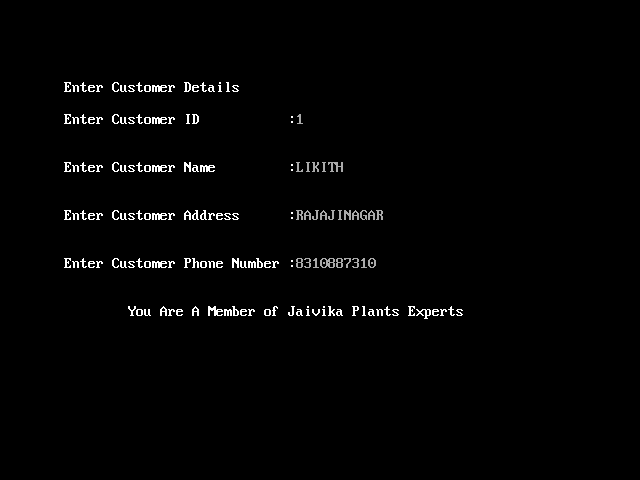 Enter Customer Details
Enter Customer ID :1
Enter Customer Name :LIKITH
Enter Customer Address :RAJAJINAGAR
Enter Customer Phone Number :8310887310
You Are A Member of Jaivika Plants Experts